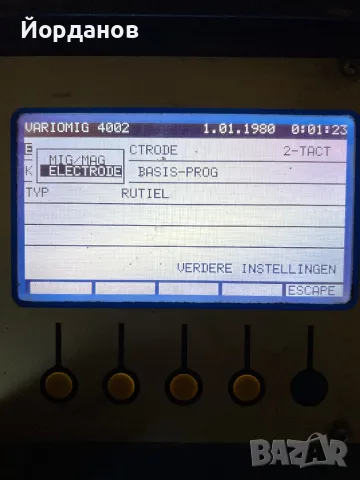 Йорданов
VARIOMIG 4002 1.01.1980 0:01:23
E CTRODE 2-TACT
MIG/MAG
ELECTRODE
K BASIS-PROG
TYP RUTIEL
VERDERE INSTELLINGEN
ESCAPE
BAZAR